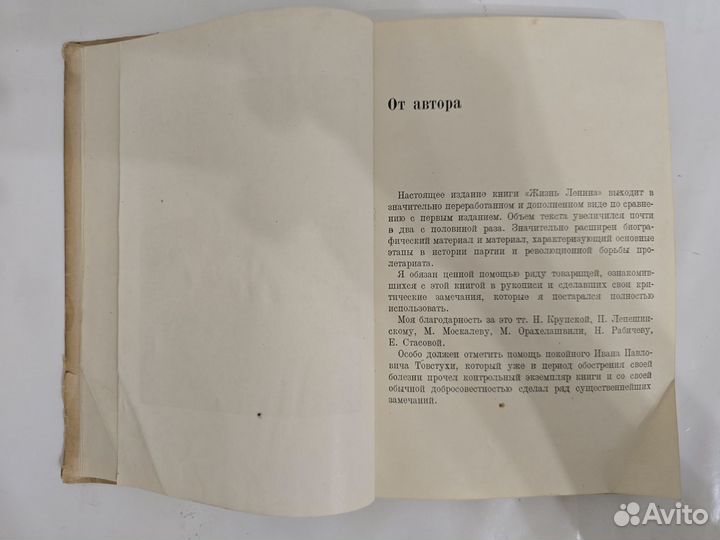 От автора
Настоящее издание книги «Жизнь Ленина» выходит в
значительно переработанном и дополненном виде по сравне-
нию с первым изданием. Объем текста увеличился почти
в два с половиной раза. Значительно расширен биогра-
фический материал и материал, характеризующий основные
этапы в истории партии и революционной борьбы про-
летариата.
Я обязан ценной помощью ряду товарищей, ознакомив-
шихся с этой книгой в рукописи и сделавших свои кри-
тические замечания, которые я постарался полностью
использовать.
Моя благодарность за это тт. Н. Крупской, П. Лепешин-
скому, М. Москалеву, М. Орахелашвили, Н. Рабичеву,
Е. Стасовой.
Особо должен отметить помощь покойного Ивана Павло-
вича Товстухи, который уже в период обострения своей
болезни прочел контрольный экземпляр книги и со своей
обычной добросовестностью сделал ряд существеннейших
замечаний.
Avito